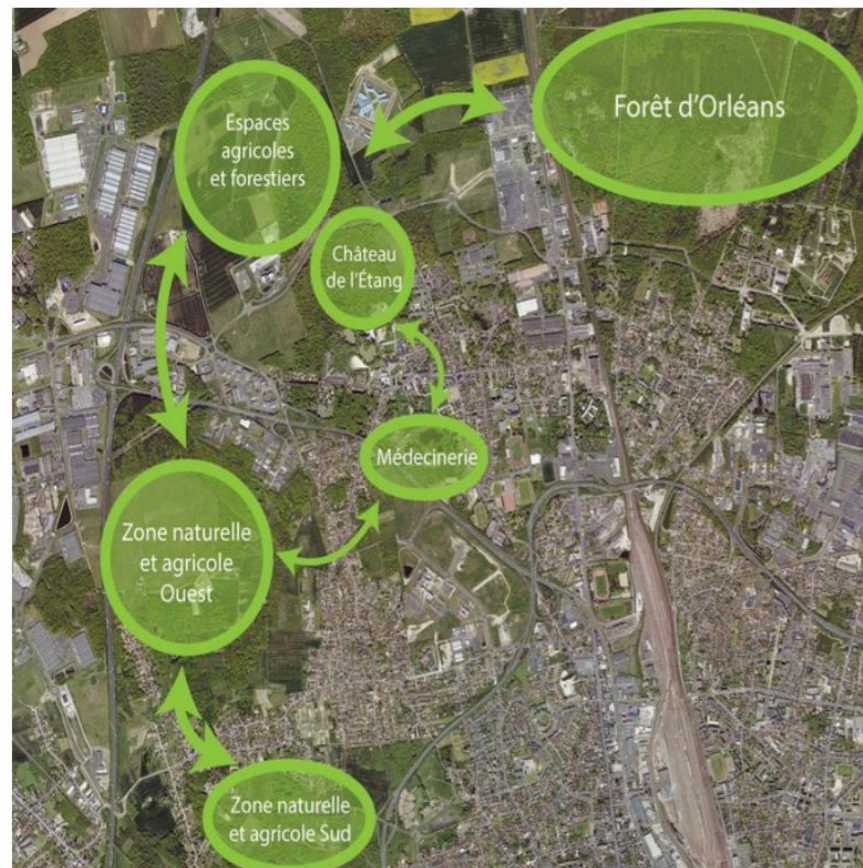 Forêt d'Orléans
Espaces
agricoles
et forestiers
Château
de l'Étang
Médecinerie
Zone naturelle
et agricole
Ouest
Zone naturelle
et agricole Sud